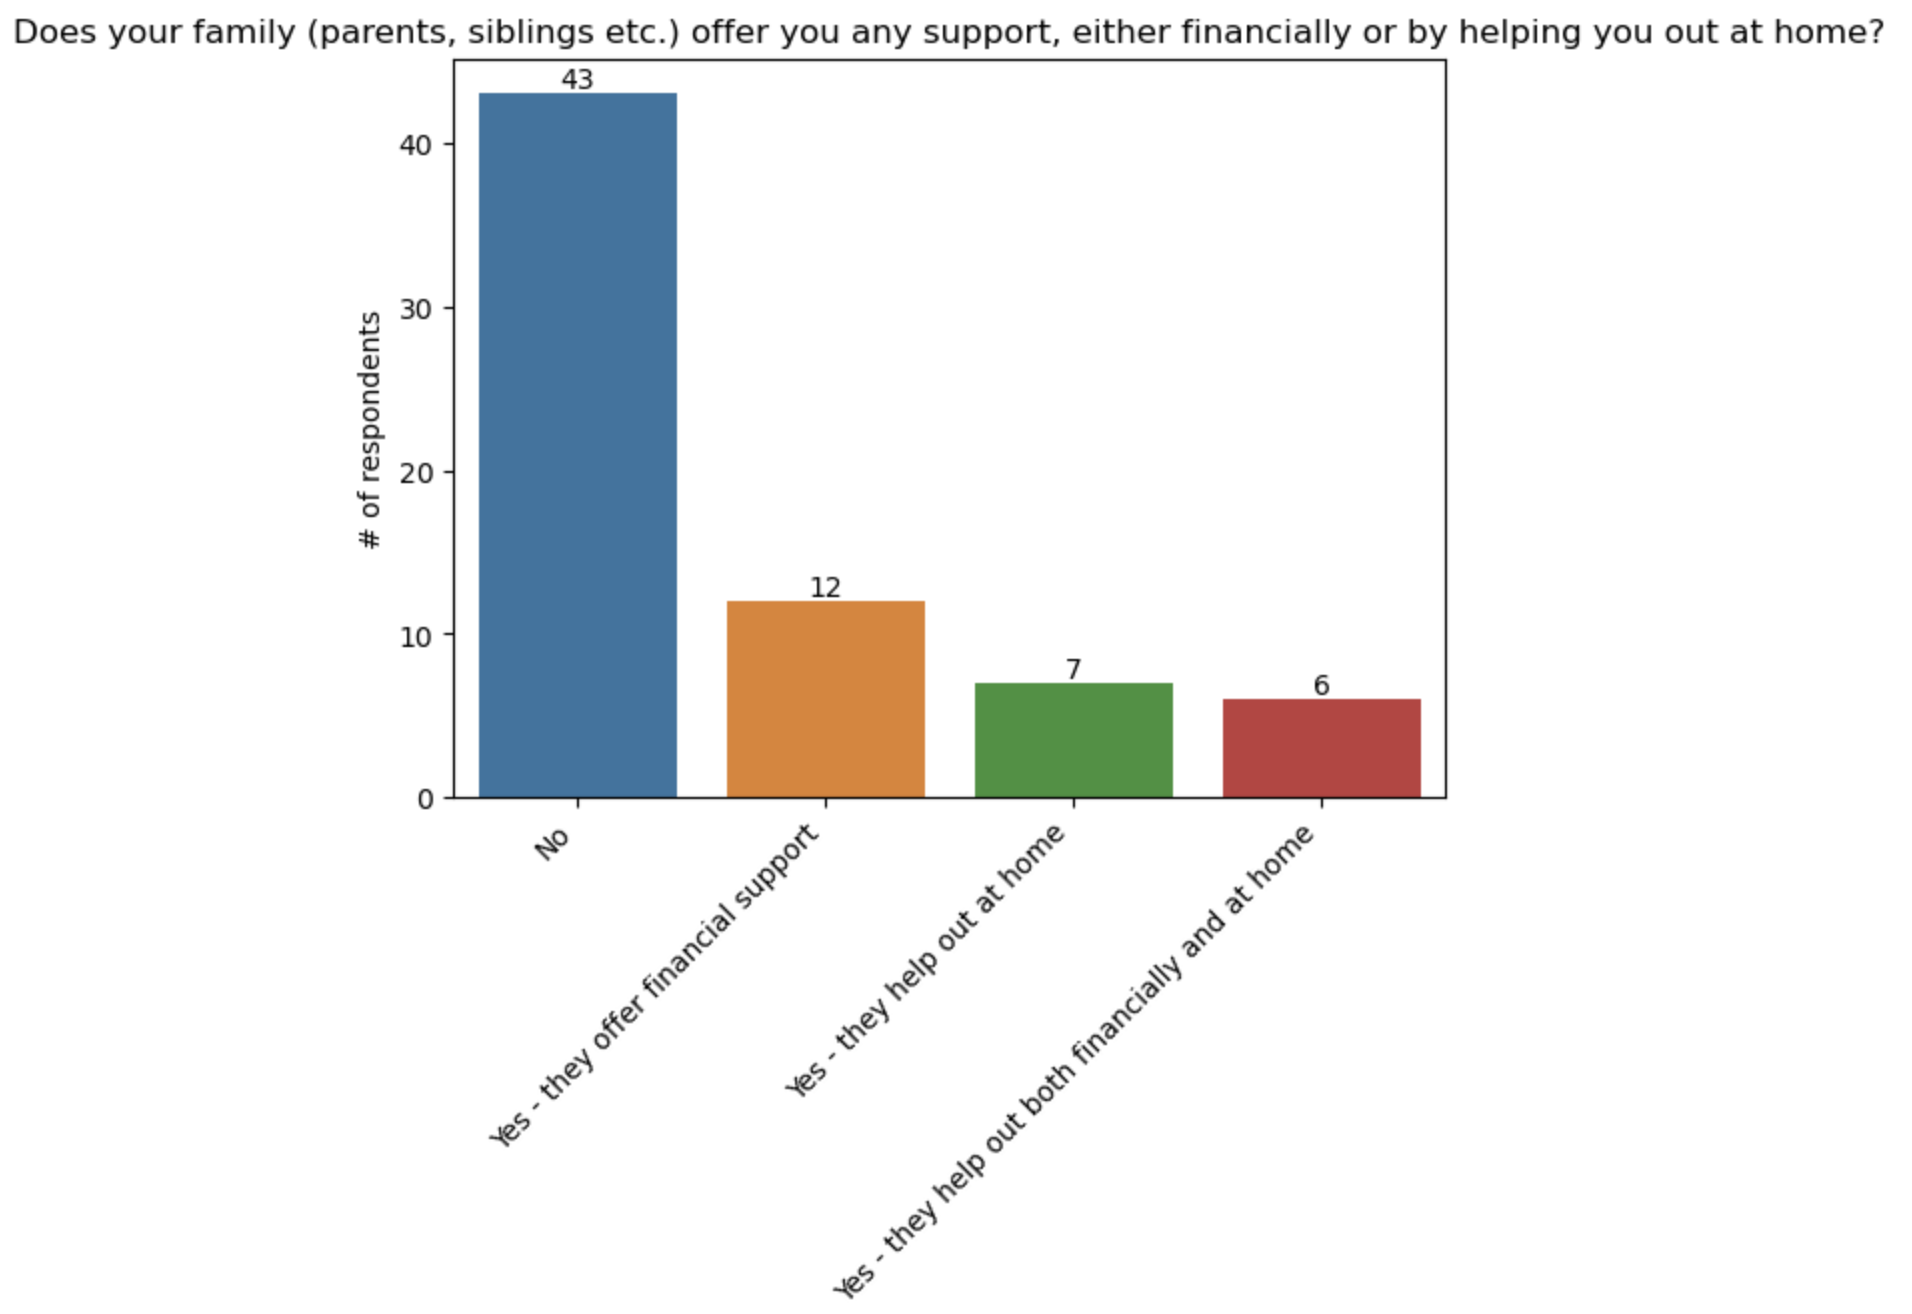 Does your family (parents, siblings etc.) offer you any support, either financially or by helping you out at home?
43
40
30
# of respondents
20
12
10
7
6
0
No
Yes - they offer financial support
Yes - they help out at home
Yes - they help out both financially and at home